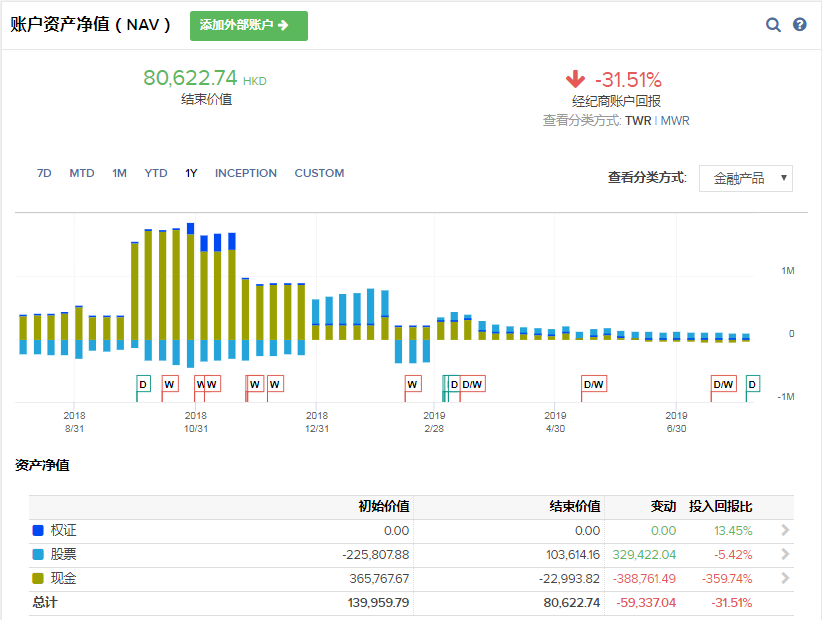 账户资产净值 ( NAV )
添加外部账户 ➔
?
80,622.74 HKD
结束价值
-31.51%
经纪商账户回报
查看分类方式: TWR | MWR
7D MTD 1M YTD 1Y INCEPTION CUSTOM
查看分类方式: 金融产品 ▼
1M
0
-1M
D W W W W W W D D/W D/W D/W D
2018 2018 2018 2019 2019 2019
8/31 10/31 12/31 2/28 4/30 6/30
资产净值
初始价值 结束价值 变动 投入回报比
权证 0.00 0.00 0.00 13.45%
股票 -225,807.88 103,614.16 329,422.04 -5.42%
现金 365,767.67 -22,993.82 -388,761.49 -359.74%
总计 139,959.79 80,622.74 -59,337.04 -31.51%